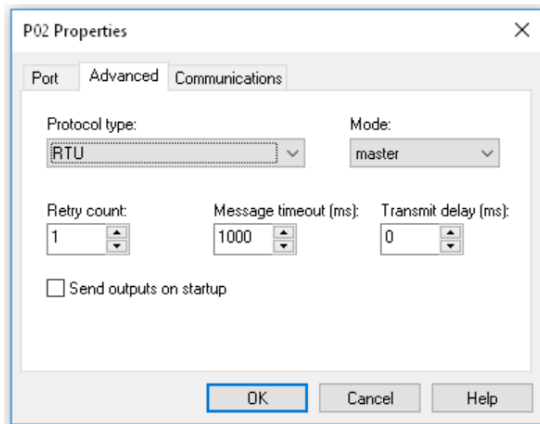 P02 Properties
Port Advanced Communications
Protocol type: Mode:
RTU master
Retry count: Message timeout (ms): Transmit delay (ms):
1 1000 0
Send outputs on startup
OK Cancel Help